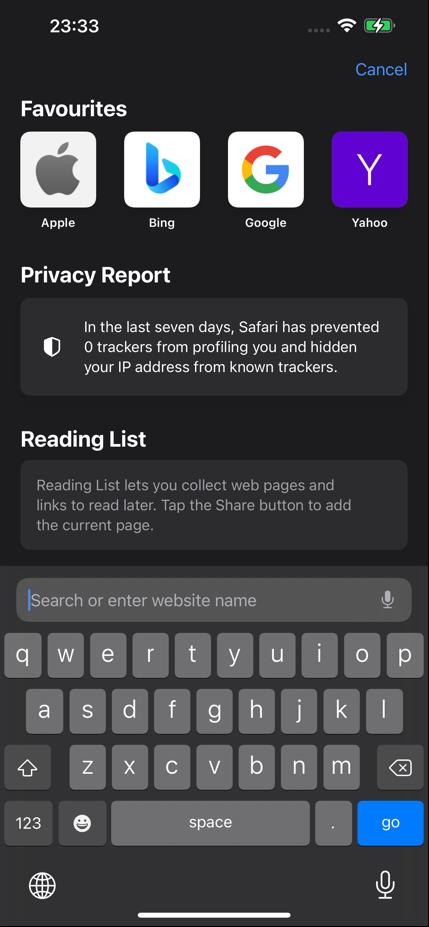 23:33
Cancel
Favourites
Y
Apple
Bing
Google
Yahoo
Privacy Report
In the last seven days, Safari has prevented
0 trackers from profiling you and hidden
your IP address from known trackers.
Reading List
Reading List lets you collect web pages and
links to read later. Tap the Share button to add
the current page.
Search or enter website name
q w e r t y u i o p
a s d f g h j k l
z x c v b n m
123 space . go